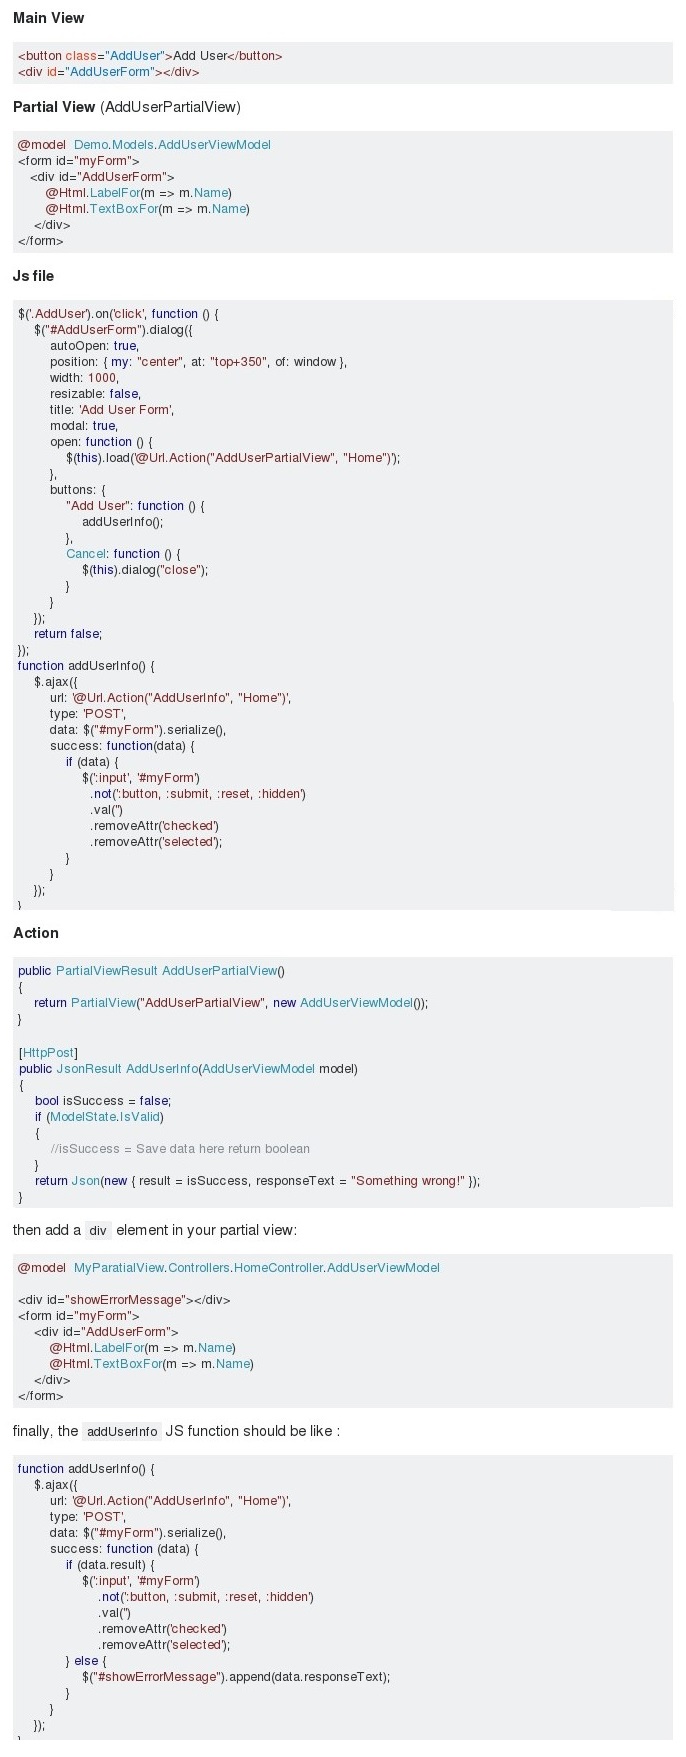 Main View
<button class="AddUser">Add User</button>
<div id="AddUserForm"></div>
Partial View (AddUserPartialView)
@model  Demo.Models.AddUserViewModel
<form id="myForm">
   <div id="AddUserForm">
       @Html.LabelFor(m => m.Name)
       @Html.TextBoxFor(m => m.Name)
    </div>
</form>
Js file
$('.AddUser').on('click', function () {
    $("#AddUserForm").dialog({
        autoOpen: true,
        position: { my: "center", at: "top+350", of: window },
        width: 1000,
        resizable: false,
        title: 'Add User Form',
        modal: true,
        open: function () {
            $(this).load('@Url.Action("AddUserPartialView", "Home")');
        },
        buttons: {
            "Add User": function () {
                addUserInfo();
            },
            Cancel: function () {
                $(this).dialog("close");
            }
        }
    });
    return false;
});
function addUserInfo() {
    $.ajax({
        url: '@Url.Action("AddUserInfo", "Home")',
        type: 'POST',
        data: $("#myForm").serialize(),
        success: function(data) {
            if (data) {
                $(':input', '#myForm')
                  .not(':button, :submit, :reset, :hidden')
                  .val('')
                  .removeAttr('checked')
                  .removeAttr('selected');
            }
        }
    });
}
Action
public PartialViewResult AddUserPartialView()
{
    return PartialView("AddUserPartialView", new AddUserViewModel());
}
[HttpPost]
public JsonResult AddUserInfo(AddUserViewModel model)
{
    bool isSuccess = false;
    if (ModelState.IsValid)
    {
        //isSuccess = Save data here return boolean
    }
    return Json(new { result = isSuccess, responseText = "Something wrong!" });
}
then add a div element in your partial view:
@model  MyParatialView.Controllers.HomeController.AddUserViewModel
<div id="showErrorMessage"></div>
<form id="myForm">
    <div id="AddUserForm">
        @Html.LabelFor(m => m.Name)
        @Html.TextBoxFor(m => m.Name)
    </div>
</form>
finally, the addUserInfo JS function should be like :
function addUserInfo() {
    $.ajax({
        url: '@Url.Action("AddUserInfo", "Home")',
        type: 'POST',
        data: $("#myForm").serialize(),
        success: function (data) {
            if (data.result) {
                $(':input', '#myForm')
                    .not(':button, :submit, :reset, :hidden')
                    .val('')
                    .removeAttr('checked')
                    .removeAttr('selected');
            } else {
                $("#showErrorMessage").append(data.responseText);
            }
        }
    });
}